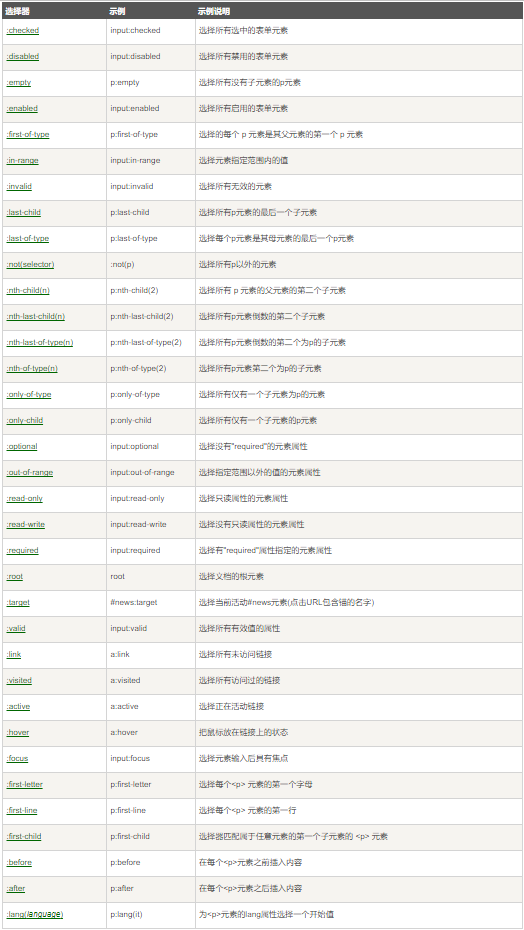 选择器 示例 示例说明
:checked input:checked 选择所有选中的表单元素
:disabled input:disabled 选择所有禁用的表单元素
:empty p:empty 选择所有没有子元素的p元素
:enabled input:enabled 选择所有启用的表单元素
:first-of-type p:first-of-type 选择的每个 p 元素是其父元素的第一个 p 元素
:in-range input:in-range 选择元素指定范围内的值
:invalid input:invalid 选择所有无效的元素
:last-child p:last-child 选择所有p元素的最后一个子元素
:last-of-type p:last-of-type 选择每个p元素是其母元素的最后一个p元素
:not(selector) :not(p) 选择所有p以外的元素
:nth-child(n) p:nth-child(2) 选择所有 p 元素的父元素的第二个子元素
:nth-last-child(n) p:nth-last-child(2) 选择所有p元素倒数的第二个子元素
:nth-last-of-type(n) p:nth-last-of-type(2) 选择所有p元素倒数的第二个为p的子元素
:nth-of-type(n) p:nth-of-type(2) 选择所有p元素第二个为p的子元素
:only-of-type p:only-of-type 选择所有仅有一个子元素为p的元素
:only-child p:only-child 选择所有仅有一个子元素的p元素
:optional input:optional 选择没有"required"的元素属性
:out-of-range input:out-of-range 选择指定范围以外的值的元素属性
:read-only input:read-only 选择只读属性的元素属性
:read-write input:read-write 选择没有只读属性的元素属性
:required input:required 选择有"required"属性指定的元素属性
:root root 选择文档的根元素
:target #news:target 选择当前活动#news元素(点击URL包含锚的名字)
:valid input:valid 选择所有有效值的属性
:link a:link 选择所有未访问链接
:visited a:visited 选择所有访问过的链接
:active a:active 选择正在活动链接
:hover a:hover 把鼠标放在链接上的状态
:focus input:focus 选择元素输入后具有焦点
:first-letter p:first-letter 选择每个<p> 元素的第一个字母
:first-line p:first-line 选择每个<p> 元素的第一行
:first-child p:first-child 选择器匹配属于任意元素的第一个子元素的 <p> 元素
:before p:before 在每个<p>元素之前插入内容
:after p:after 在每个<p>元素之后插入内容
:lang(language) p:lang(it) 为<p>元素的lang属性选择一个开始值